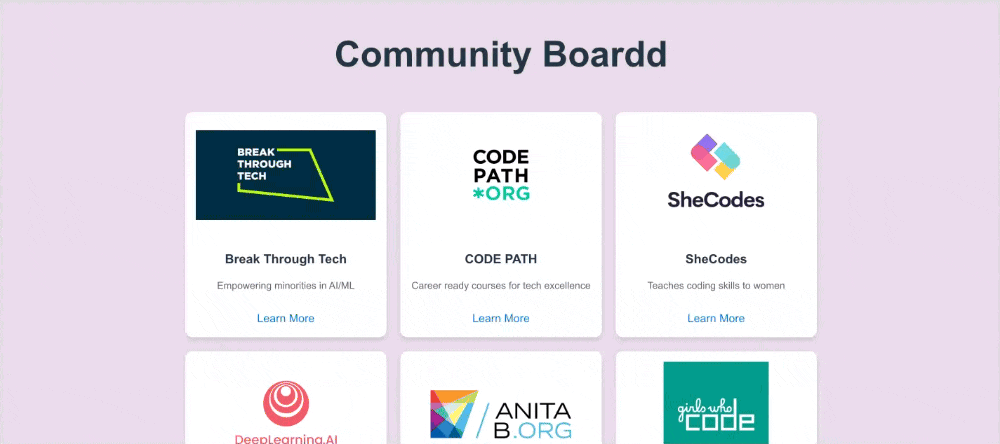 Community Boardd
BREAK
THROUGH
TECH
CODE
PATH
*ORG
SheCodes
Break Through Tech
CODE PATH
SheCodes
Empowering minorities in AI/ML
Career ready courses for tech excellence
Teaches coding skills to women
Learn More
Learn More
Learn More
DeepLearning.AI
ANITA
B.ORG
girls who
code